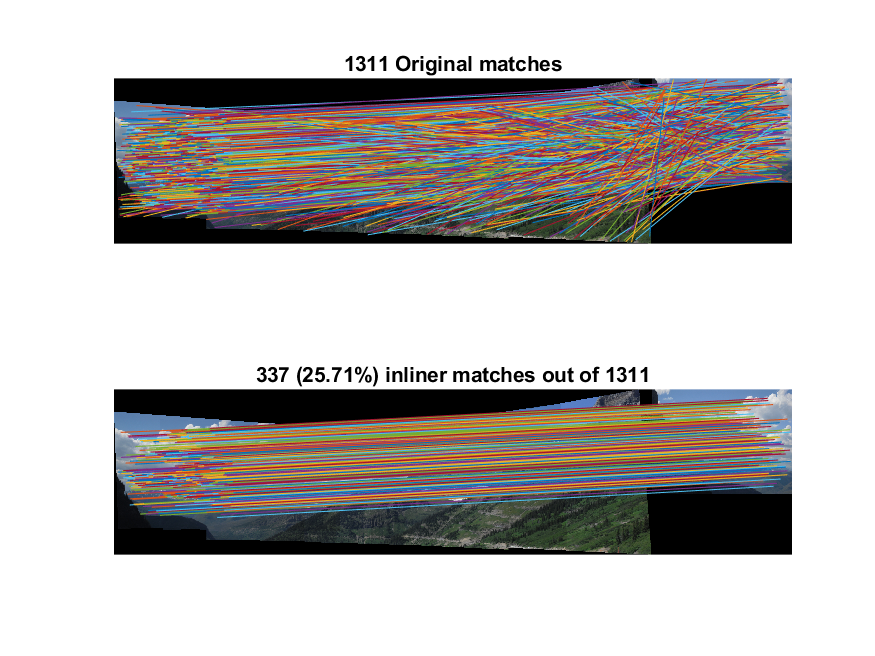 1311 Original matches
337 (25.71%) inliner matches out of 1311